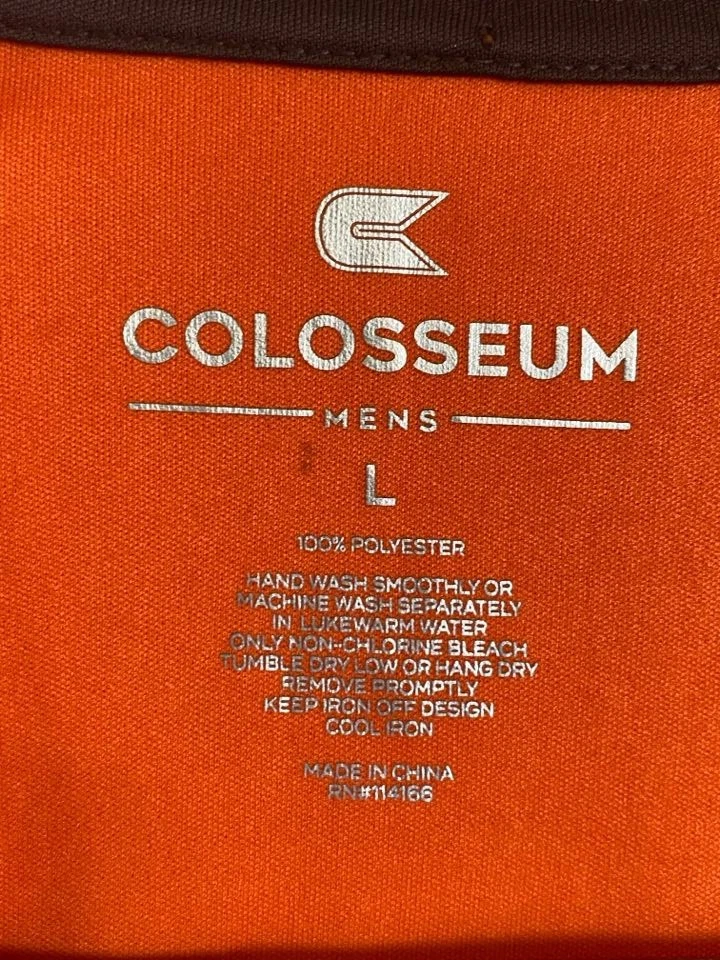 COLOSSEUM
MENS
L
100% POLYESTER
HAND WASH SMOOTHLY OR
MACHINE WASH SEPARATELY
IN LUKEWARM WATER
ONLY NON-CHLORINE BLEACH
TUMBLE DRY LOW OR HANG DRY
REMOVE PROMPTLY
KEEP IRON OFF DESIGN
COOL IRON
MADE IN CHINA
RN#114166